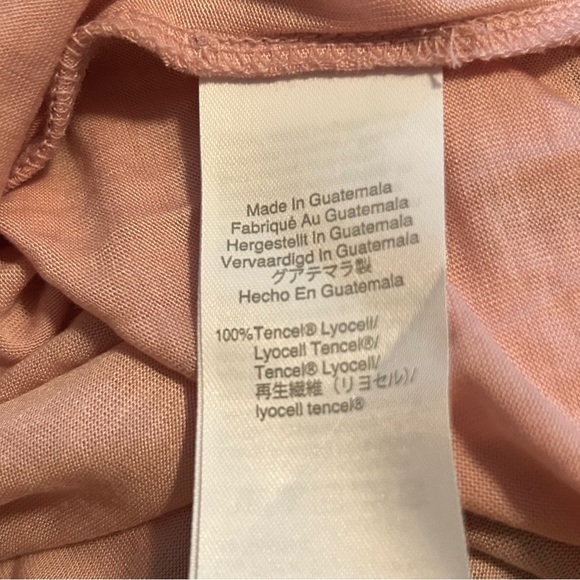 Made In Guatemala
Fabriqué Au Guatemala
Hergestellt In Guatemala
Vervaardigd In Guatemala
グアテマラ製
Hecho En Guatemala
100%Tencel® Lyocell/
Lyocell Tencel®/
Tencel® Lyocell/
再生繊維（リヨセル）/
lyocell tencel®